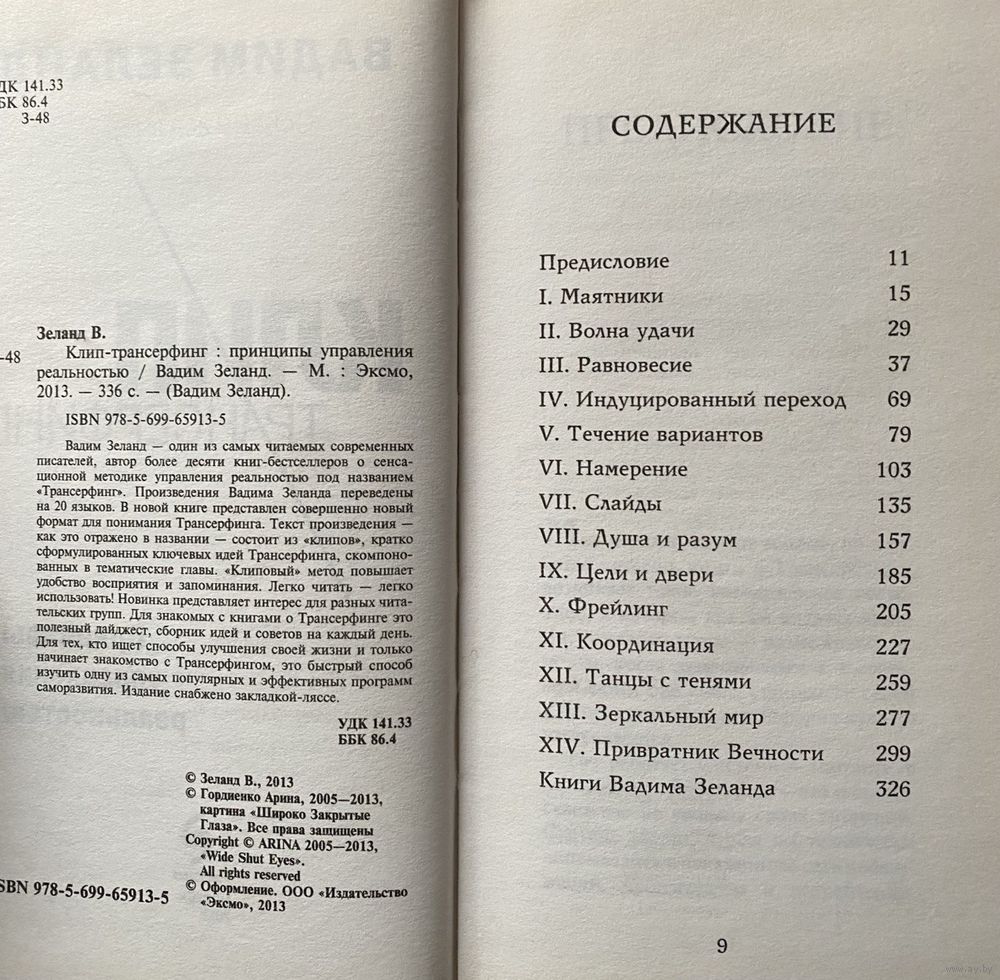 ДК 141.33
БК 86.4
З-48
Зеланд В.
-48
Клип-трансерфинг : принципы управления
реальностью / Вадим Зеланд. — М. : Эксмо,
2013. — 336 с. — (Вадим Зеланд).
ISBN 978-5-699-65913-5
Вадим Зеланд — один из самых читаемых современных
писателей, автор более десяти книг-бестселлеров о сенса-
ционной методике управления реальностью под названием
«Трансерфинг». Произведения Вадима Зеланда переведены
на 20 языков. В новой книге представлен совершенно новый
формат для понимания Трансерфинга. Текст произведения —
как это отражено в названии — состоит из «клипов», кратко
сформулированных ключевых идей Трансерфинга, скомпоно-
ванных в тематические главы. «Клиповый» метод повышает
удобство восприятия и запоминания. Легко читать — легко
использовать! Новинка представляет интерес для разных чита-
тельских групп. Для знакомых с книгами о Трансерфинге это
полезный дайджест, сборник идей и советов на каждый день.
Для тех, кто ищет способы улучшения своей жизни и только
начинает знакомство с Трансерфингом, это быстрый способ
изучить одну из самых популярных и эффективных программ
саморазвития. Издание снабжено закладкой-ляссе.
УДК 141.33
ББК 86.4
© Зеланд В., 2013
© Гордиенко Арина, 2005—2013,
картина «Широко Закрытые
Глаза». Все права защищены
Copyright © ARINA 2005—2013,
«Wide Shut Eyes».
All rights reserved
© Оформление. ООО «Издательство
«Эксмо», 2013
SBN 978-5-699-65913-5
СОДЕРЖАНИЕ
Предисловие 11
I. Маятники 15
II. Волна удачи 29
III. Равновесие 37
IV. Индуцированный переход 69
V. Течение вариантов 79
VI. Намерение 103
VII. Слайды 135
VIII. Душа и разум 157
IX. Цели и двери 185
X. Фрейлинг 205
XI. Координация 227
XII. Танцы с тенями 259
XIII. Зеркальный мир 277
XIV. Привратник Вечности 299
Книги Вадима Зеланда 326
9
www.ay.by